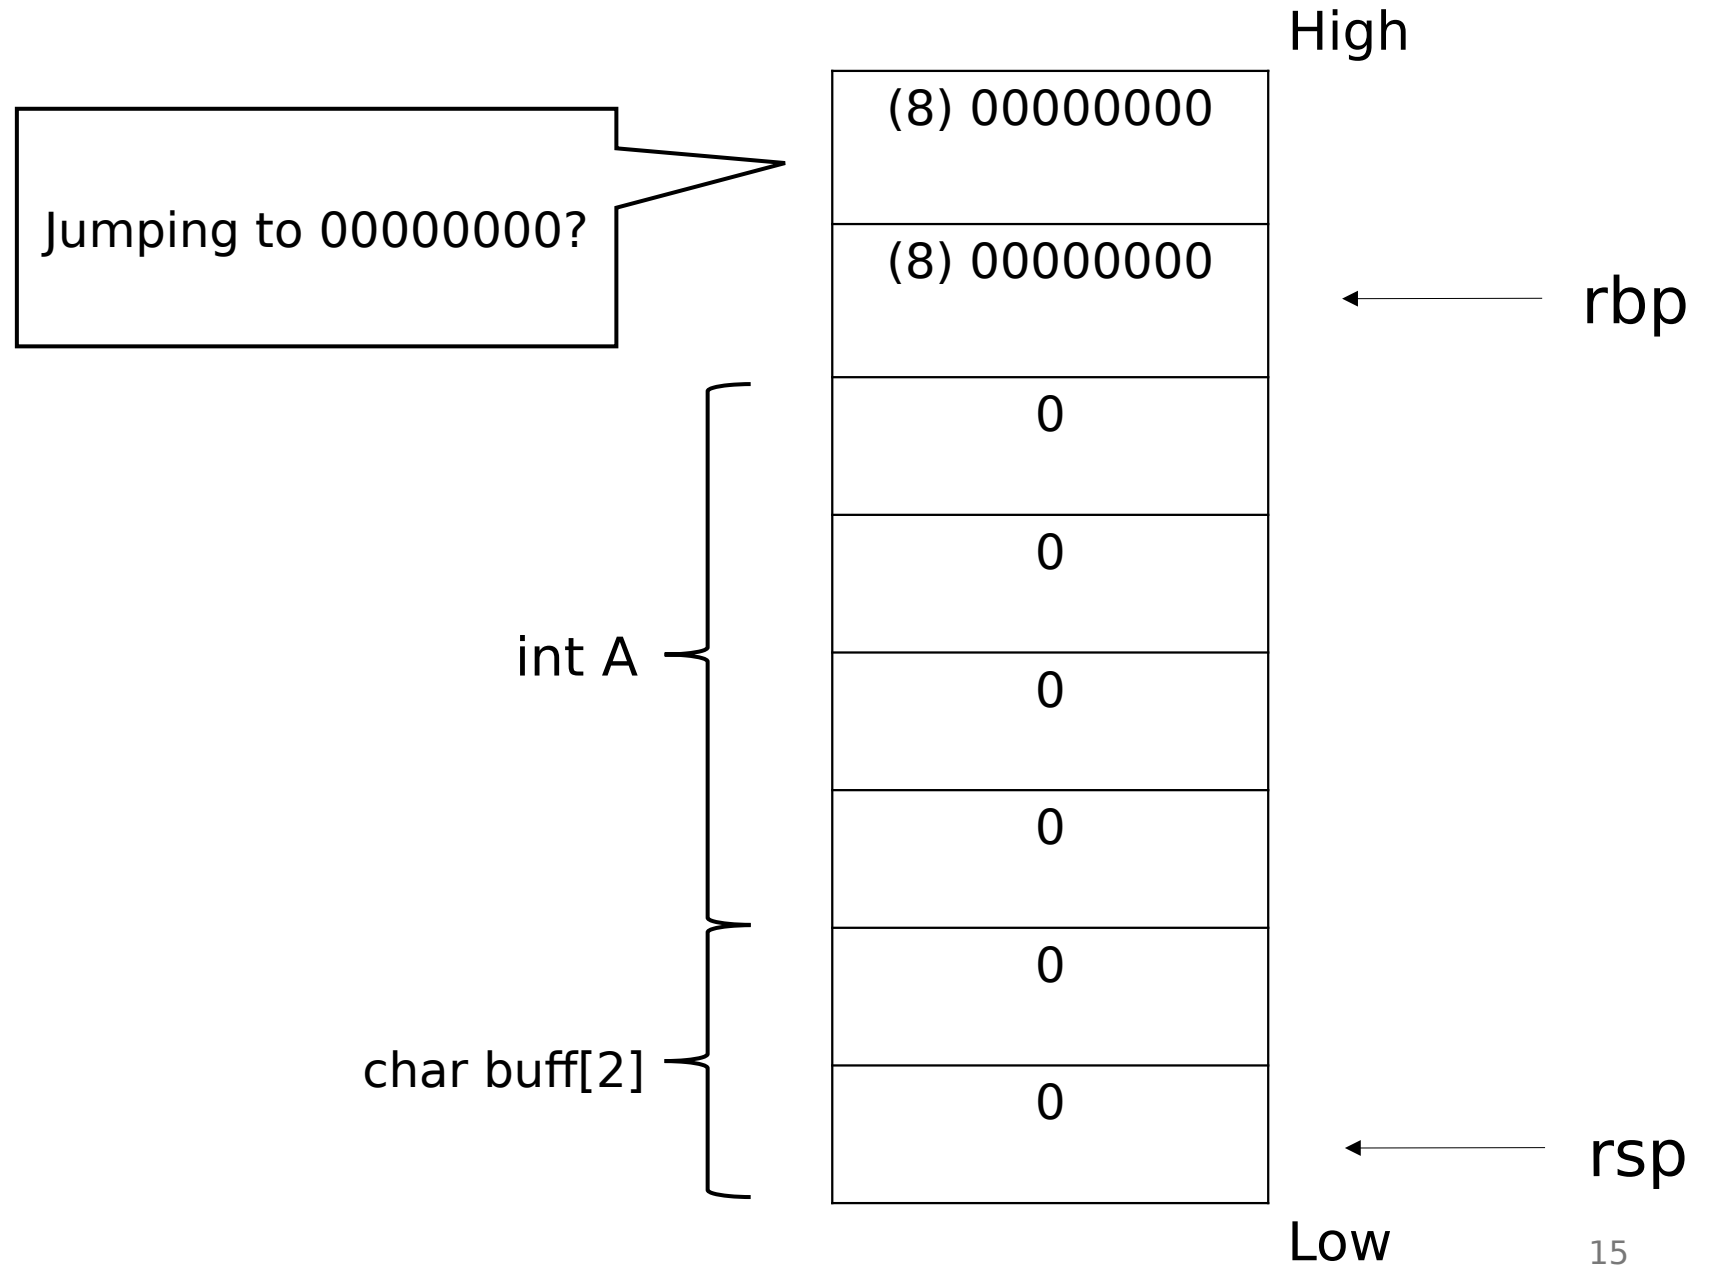 High
(8) 00000000
Jumping to 00000000?
(8) 00000000
rbp
0
0
int A
0
0
0
char buff[2]
0
rsp
Low
15